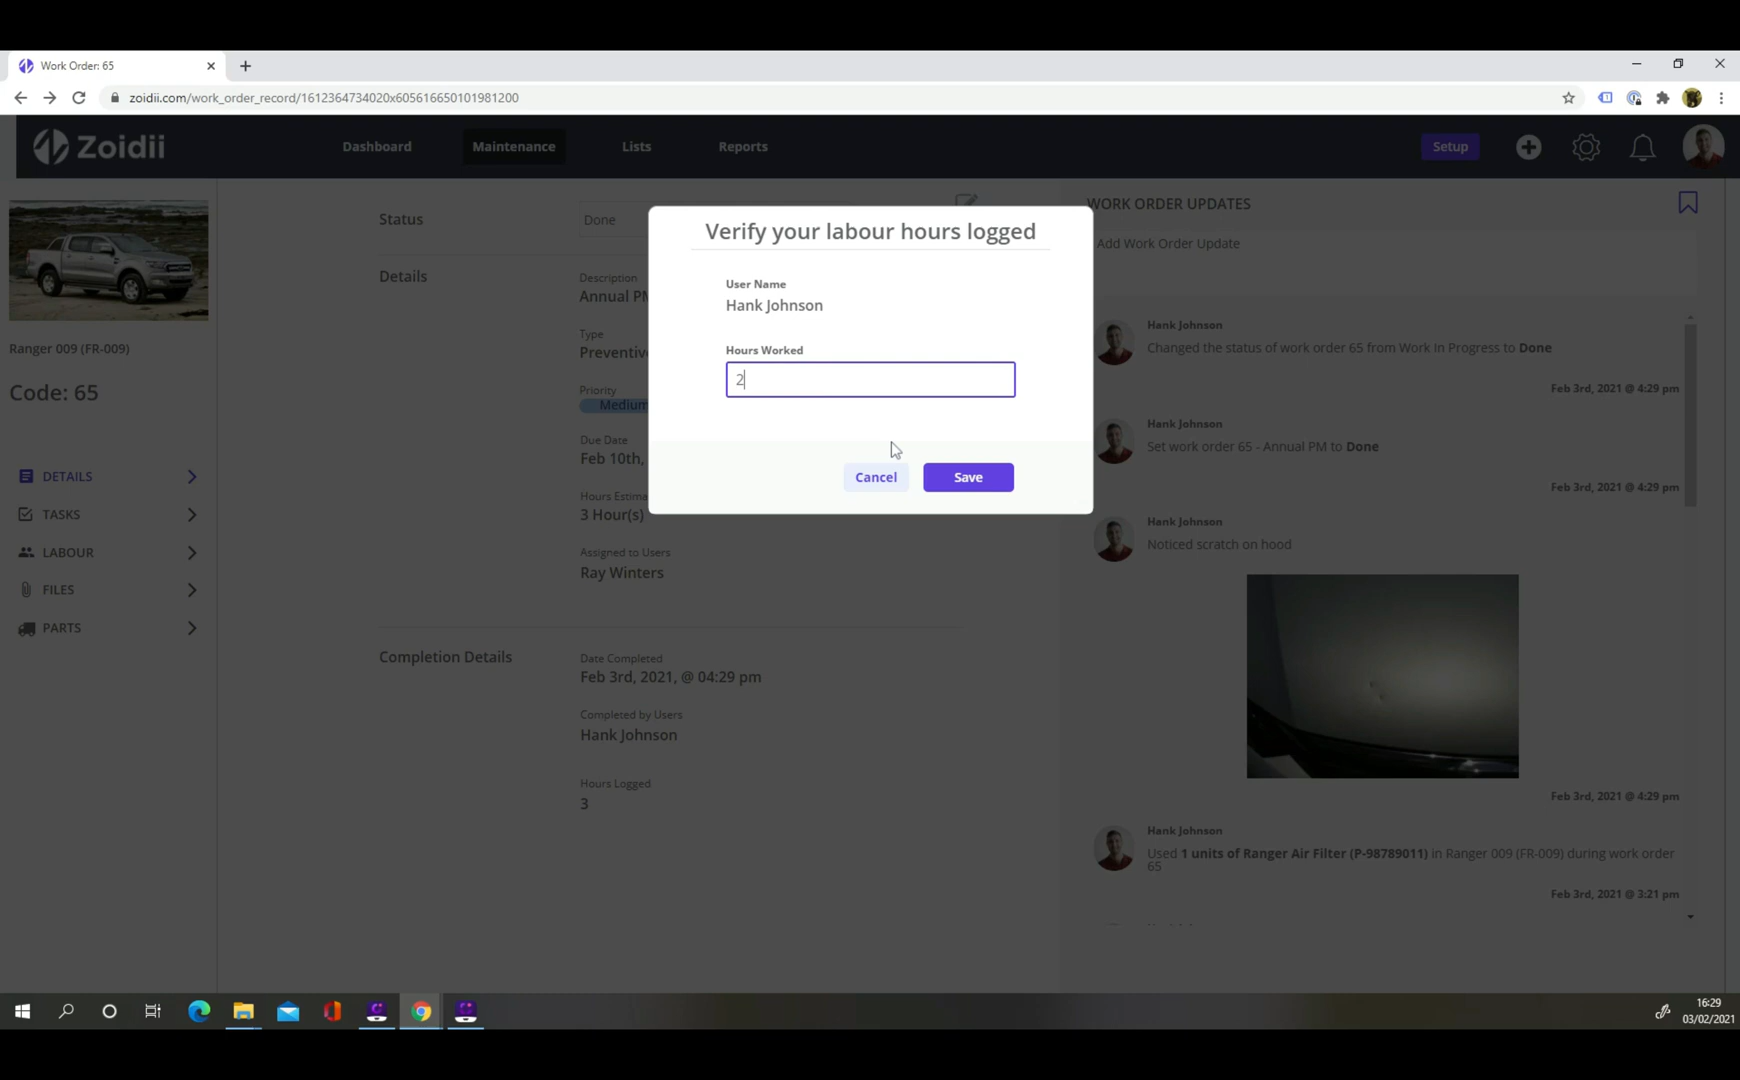 Work Order: 65
zoidii.com/work_order_record/1612364734020x605616650101981200
Zoidii
Dashboard
Maintenance
Lists
Reports
Setup
Ranger 009 (FR-009)
Code: 65
DETAILS
TASKS
LABOUR
FILES
PARTS
Status
Done
Details
Description
Annual PM
Type
Priority
Medium
Due Date
Feb 10th,
3 Hour(s)
Assigned to Users
Ray Winters
Completion Details
Date Completed
Feb 3rd, 2021, @ 04:29 pm
Completed by Users
Hank Johnson
Hours Logged
3
Verify your labour hours logged
User Name
Hank Johnson
Hours Worked
2
Cancel
Save
WORK ORDER UPDATES
Add Work Order Update
Hank Johnson
Changed the status of work order 65 from Work In Progress to Done
Feb 3rd, 2021 @ 4:29 pm
Hank Johnson
Set work order 65 - Annual PM to Done
Feb 3rd, 2021 @ 4:29 pm
Hank Johnson
Noticed scratch on hood
Feb 3rd, 2021 @ 4:29 pm
Hank Johnson
Used 1 units of Ranger Air Filter (P-98789011) in Ranger 009 (FR-009) during work order
65
Feb 3rd, 2021 @ 3:21 pm
16:29
03/02/2021